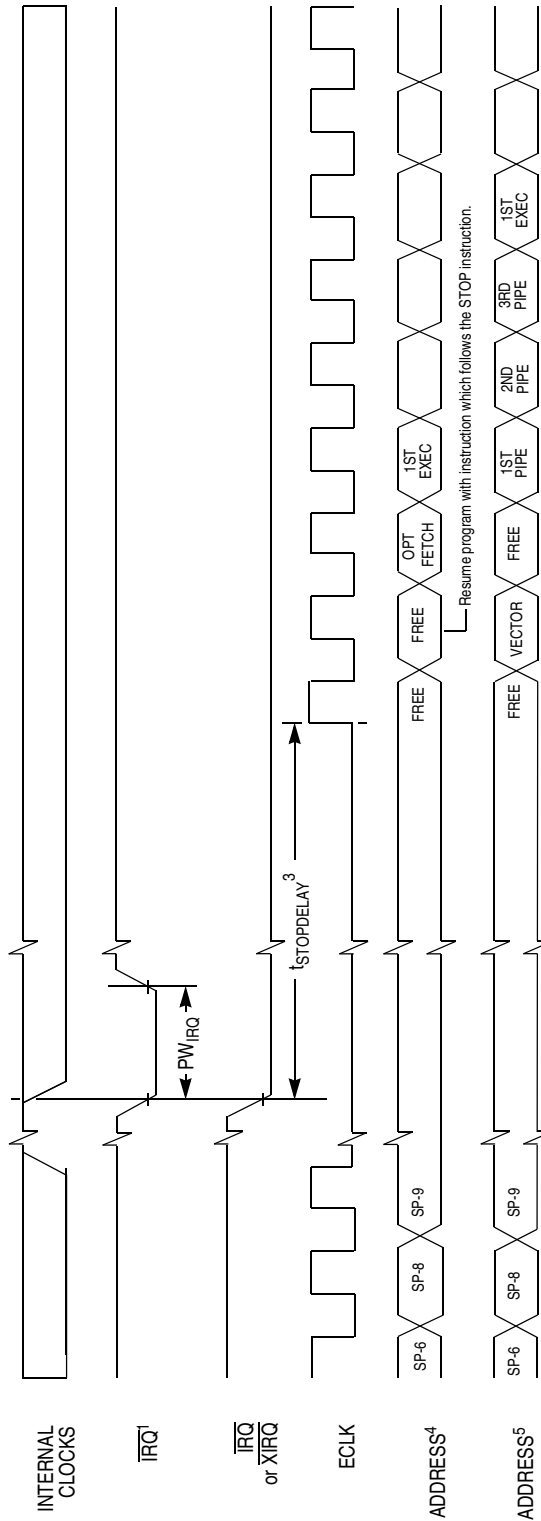 INTERNAL
CLOCKS
IRQ¹
PW_IRQ
IRQ
or XIRQ
t_STOPDELAY³
ECLK
ADDRESS⁴
SP-6
SP-8
SP-9
FREE
FREE
OPT
FETCH
1ST
EXEC
Resume program with instruction which follows the STOP instruction.
ADDRESS⁵
SP-6
SP-8
SP-9
FREE
VECTOR
FREE
1ST
PIPE
2ND
PIPE
3RD
PIPE
1ST
EXEC